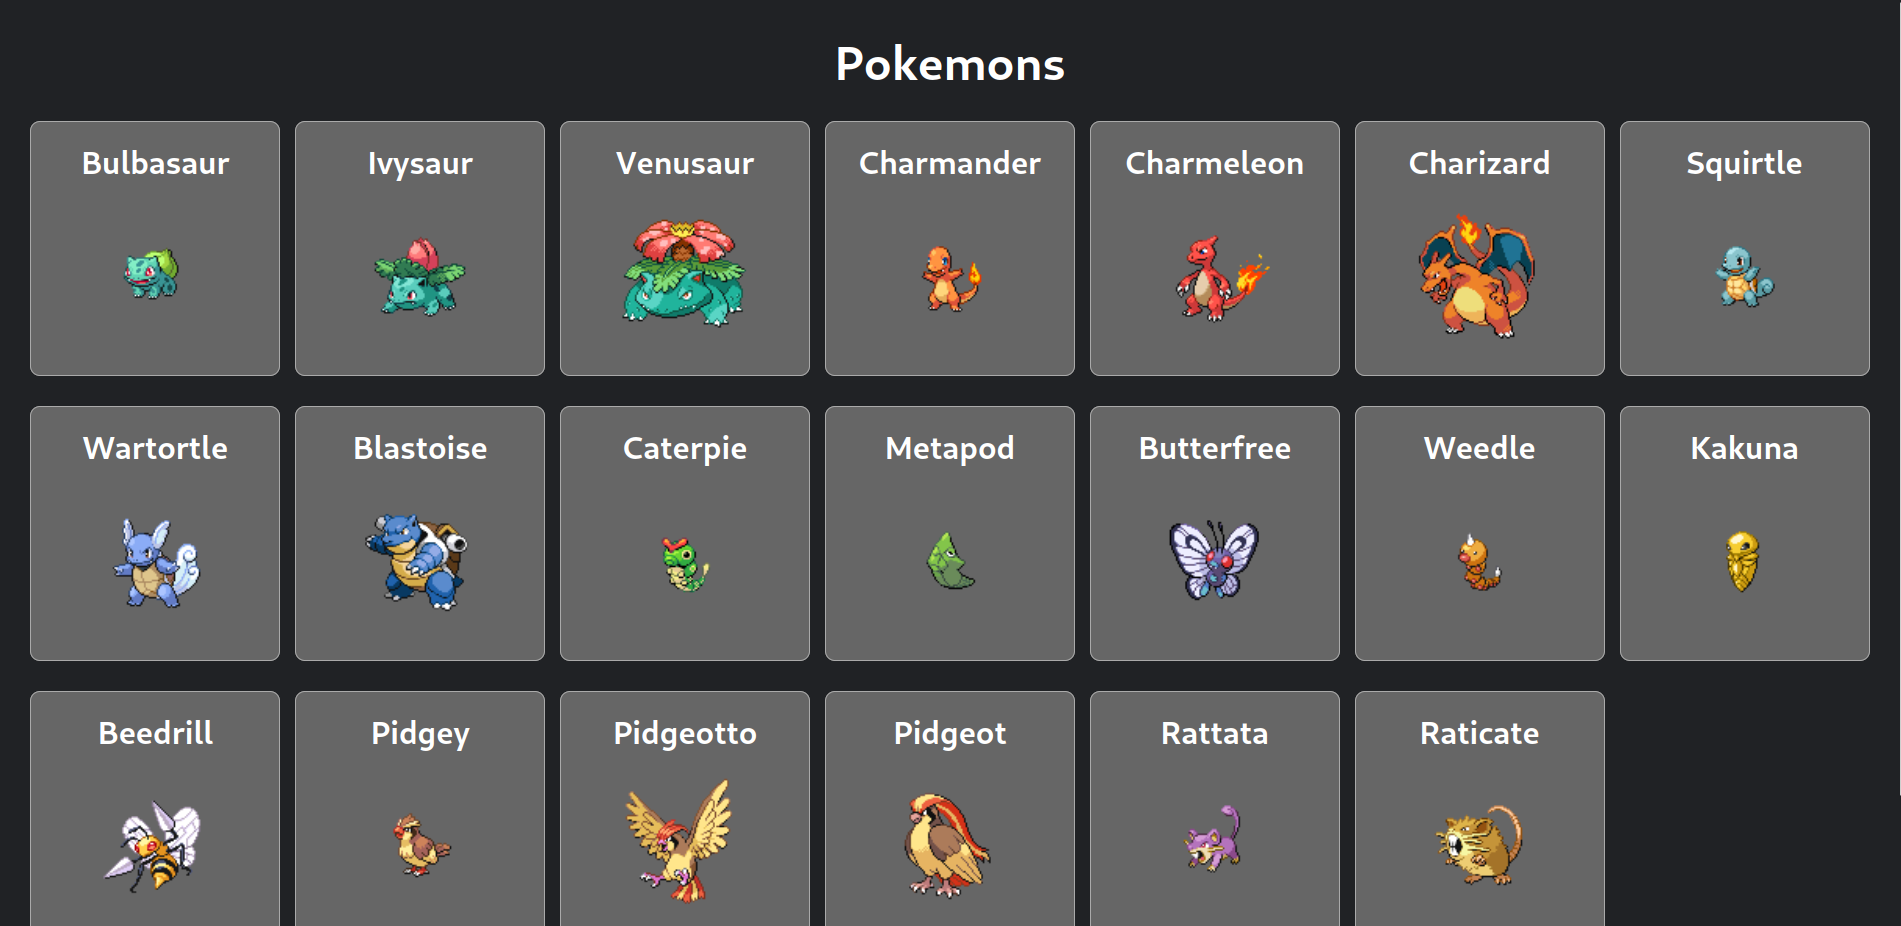 Pokemons
Bulbasaur
Ivysaur
Venusaur
Charmander
Charmeleon
Charizard
Squirtle
Wartortle
Blastoise
Caterpie
Metapod
Butterfree
Weedle
Kakuna
Beedrill
Pidgey
Pidgeotto
Pidgeot
Rattata
Raticate